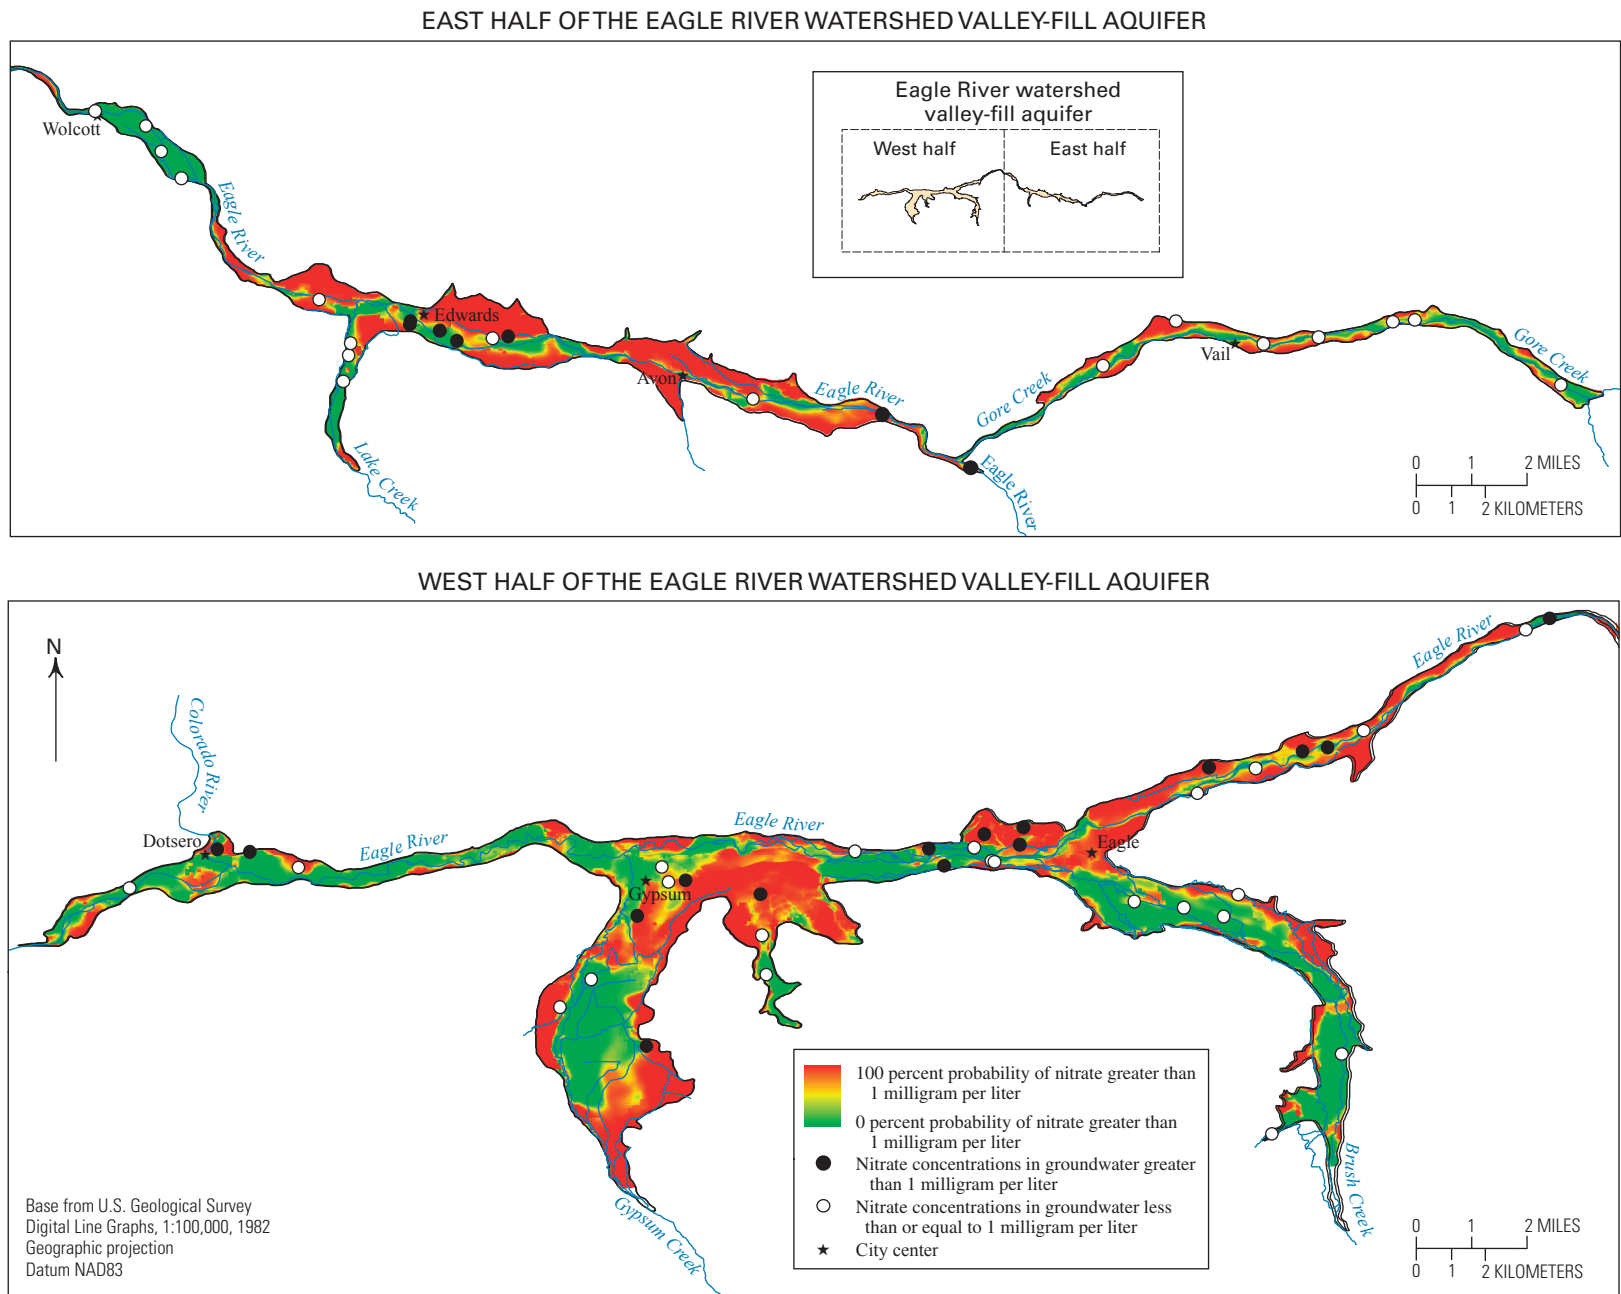 EAST HALF OF THE EAGLE RIVER WATERSHED VALLEY-FILL AQUIFER
Eagle River watershed
valley-fill aquifer
West half
East half
Wolcott
Eagle River
Edwards
Avon
Eagle River
Gore Creek
Vail
Gore Creek
Lake Creek
Eagle River
0 1 2 MILES
0 1 2 KILOMETERS
WEST HALF OF THE EAGLE RIVER WATERSHED VALLEY-FILL AQUIFER
N
Eagle River
Colorado River
Dotsero
Eagle River
Eagle River
Eagle
Gypsum
100 percent probability of nitrate greater than
1 milligram per liter
0 percent probability of nitrate greater than
1 milligram per liter
Nitrate concentrations in groundwater greater
than 1 milligram per liter
Nitrate concentrations in groundwater less
than or equal to 1 milligram per liter
City center
Brush Creek
Gypsum Creek
Base from U.S. Geological Survey
Digital Line Graphs, 1:100,000, 1982
Geographic projection
Datum NAD83
0 1 2 MILES
0 1 2 KILOMETERS